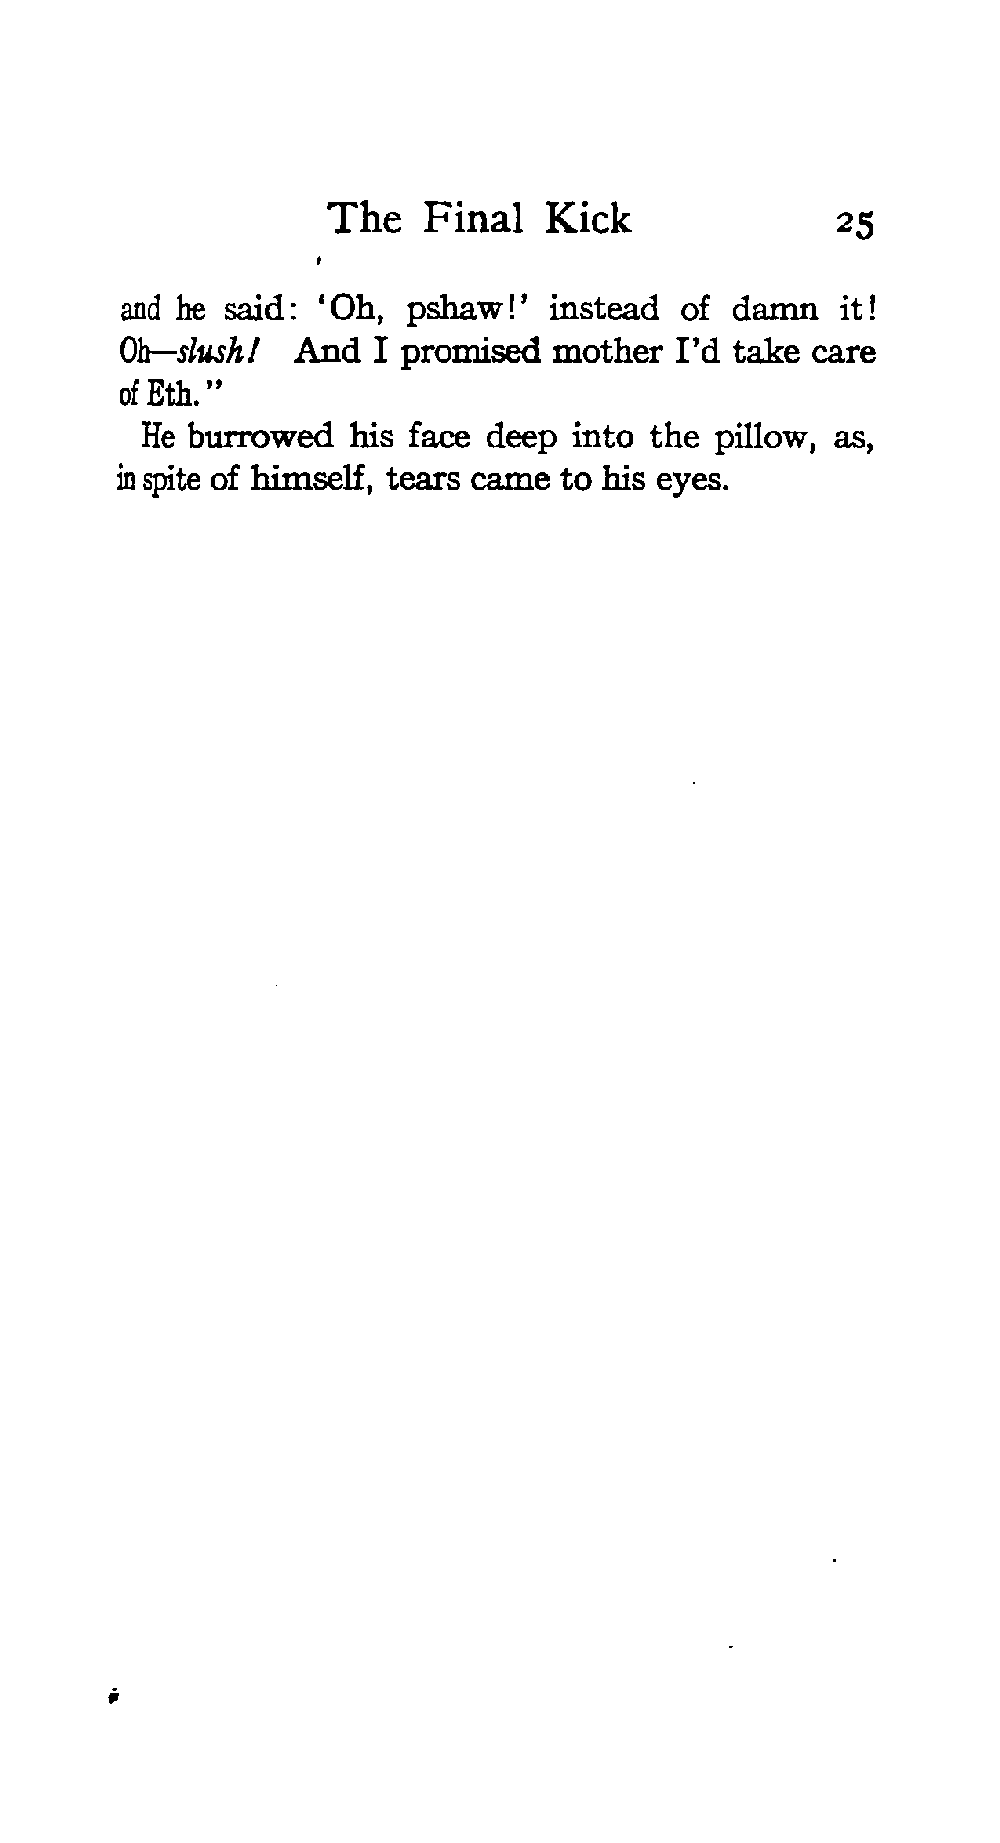 The Final Kick 25
and he said: ‘Oh, pshaw!’ instead of damn it!
Oh—slush! And I promised mother I’d take care
of Eth.”
He burrowed his face deep into the pillow, as,
in spite of himself, tears came to his eyes.